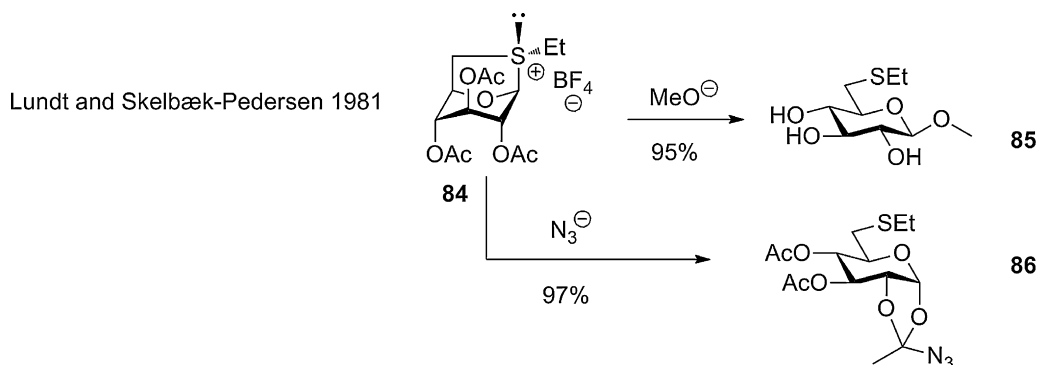 Lundt and Skelbæk-Pedersen 1981
S
Et
⊕
OAc
O
BF4
⊖
OAc
OAc
84
MeO⊖
95%
SEt
HO
HO
O
O
OH
85
N3⊖
97%
SEt
AcO
AcO
O
O
O
N3
86